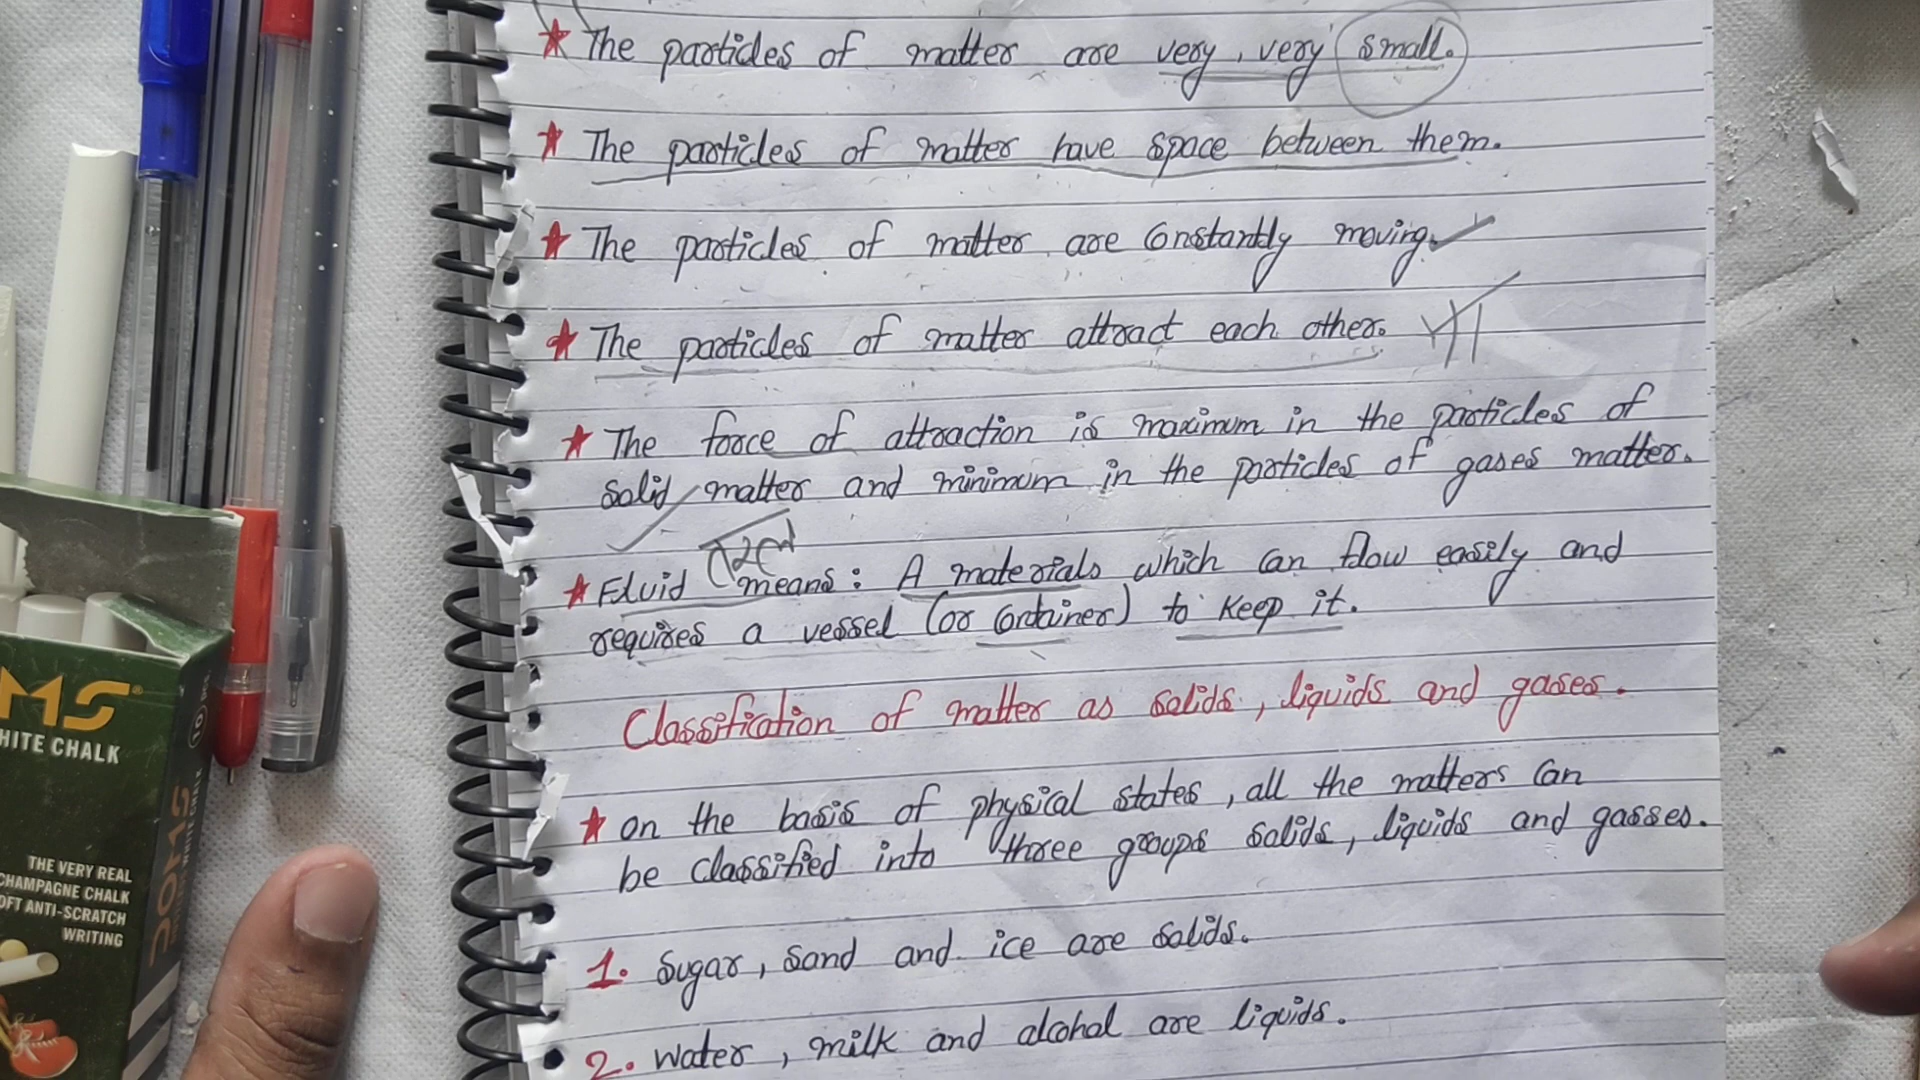 The particles of matter are very, very small.
The particles of matter have space between them.
The particles of matter are constantly moving.
The particles of matter attract each other.
The force of attraction is maximum in the particles of
solid matter and minimum in the particles of gases matter.
Fluid means: A materials which can flow easily and
requires a vessel (or container) to keep it.
Classification of matter as solids, liquids and gases.
on the basis of physical states, all the matters can
be classified into three groups solids, liquids and gasses.
1. Sugar, sand and ice are solids.
2. Water, milk and alcohal are liquids.
MS
HITE CHALK
THE VERY REAL
CHAMPAGNE CHALK
OFT ANTI-SCRATCH
WRITING
DOMS
WHITE CHALK